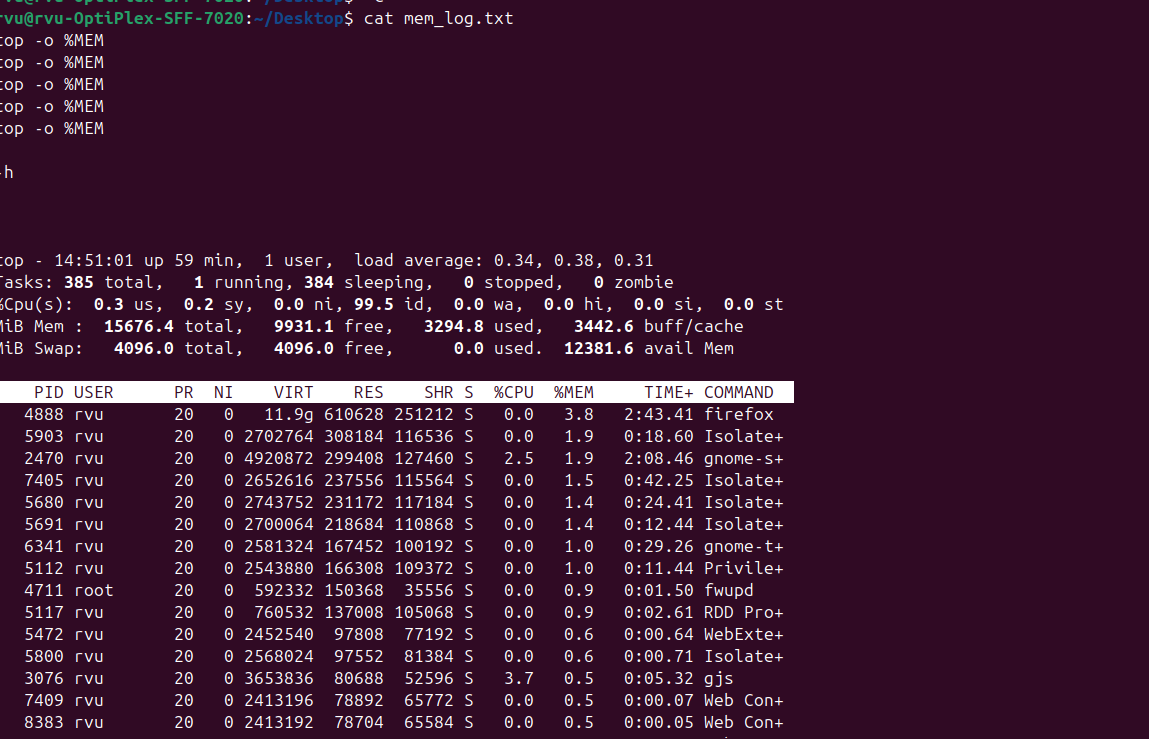 rvu@rvu-OptiPlex-SFF-7020:~/Desktop$ cat mem_log.txt
top -o %MEM
top -o %MEM
top -o %MEM
top -o %MEM
top -o %MEM
-h
top - 14:51:01 up 59 min,  1 user,  load average: 0.34, 0.38, 0.31
Tasks: 385 total,   1 running, 384 sleeping,   0 stopped,   0 zombie
%Cpu(s):  0.3 us,  0.2 sy,  0.0 ni, 99.5 id,  0.0 wa,  0.0 hi,  0.0 si,  0.0 st
MiB Mem :  15676.4 total,   9931.1 free,   3294.8 used,   3442.6 buff/cache
MiB Swap:   4096.0 total,   4096.0 free,      0.0 used.  12381.6 avail Mem
PID USER      PR  NI    VIRT    RES    SHR S  %CPU  %MEM     TIME+ COMMAND
4888 rvu       20   0   11.9g 610628 251212 S   0.0   3.8   2:43.41 firefox
5903 rvu       20   0 2702764 308184 116536 S   0.0   1.9   0:18.60 Isolate+
2470 rvu       20   0 4920872 299408 127460 S   2.5   1.9   2:08.46 gnome-s+
7405 rvu       20   0 2652616 237556 115564 S   0.0   1.5   0:42.25 Isolate+
5680 rvu       20   0 2743752 231172 117184 S   0.0   1.4   0:24.41 Isolate+
5691 rvu       20   0 2700064 218684 110868 S   0.0   1.4   0:12.44 Isolate+
6341 rvu       20   0 2581324 167452 100192 S   0.0   1.0   0:29.26 gnome-t+
5112 rvu       20   0 2543880 166308 109372 S   0.0   1.0   0:11.44 Privile+
4711 root      20   0  592332 150368  35556 S   0.0   0.9   0:01.50 fwupd
5117 rvu       20   0  760532 137008 105068 S   0.0   0.9   0:02.61 RDD Pro+
5472 rvu       20   0 2452540  97808  77192 S   0.0   0.6   0:00.64 WebExte+
5800 rvu       20   0 2568024  97552  81384 S   0.0   0.6   0:00.71 Isolate+
3076 rvu       20   0 3653836  80688  52596 S   3.7   0.5   0:05.32 gjs
7409 rvu       20   0 2413196  78892  65772 S   0.0   0.5   0:00.07 Web Con+
8383 rvu       20   0 2413192  78704  65584 S   0.0   0.5   0:00.05 Web Con+